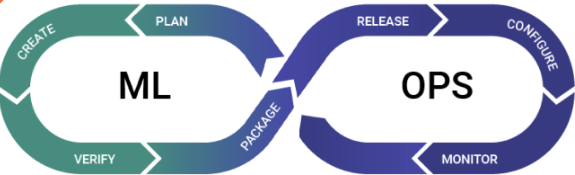 PLAN
CREATE
VERIFY
PACKAGE
RELEASE
CONFIGURE
MONITOR
ML
OPS